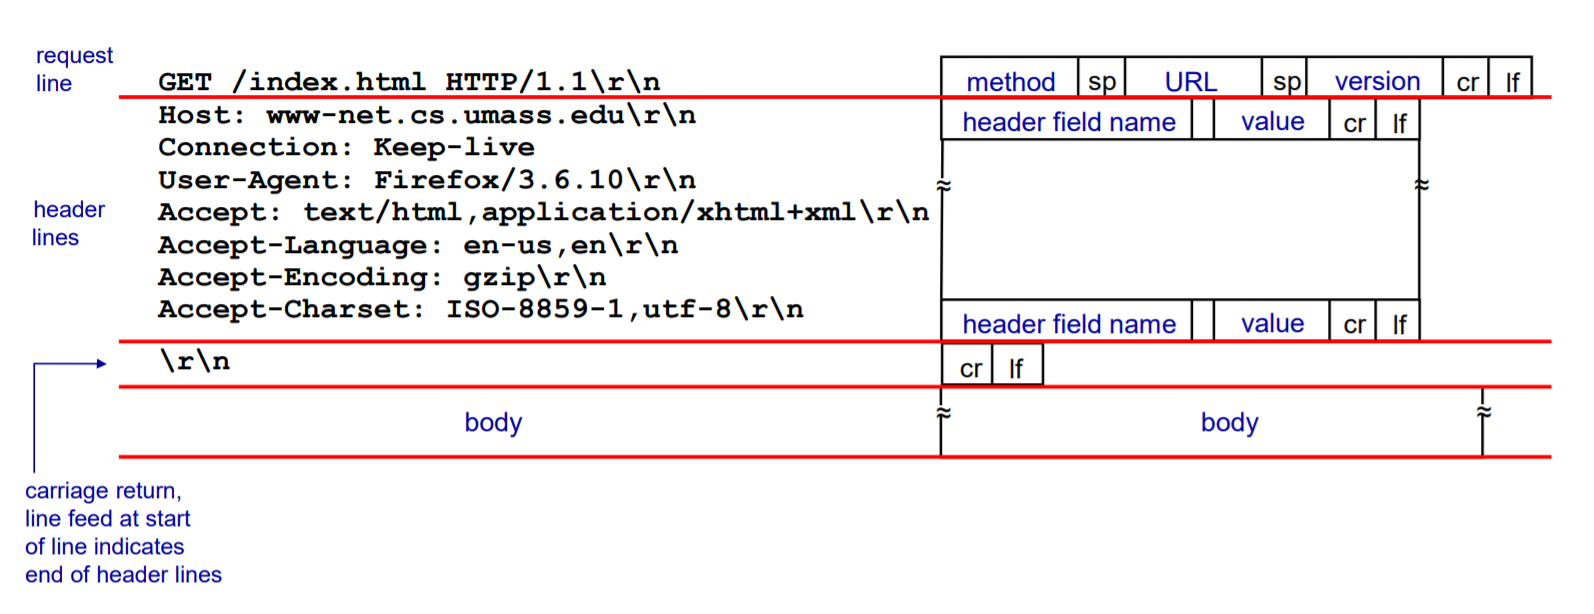 request
line
GET /index.html HTTP/1.1\r\n
Host: www-net.cs.umass.edu\r\n
Connection: Keep-live
User-Agent: Firefox/3.6.10\r\n
header
lines
Accept: text/html,application/xhtml+xml\r\n
Accept-Language: en-us,en\r\n
Accept-Encoding: gzip\r\n
Accept-Charset: ISO-8859-1,utf-8\r\n
\r\n
body
carriage return,
line feed at start
of line indicates
end of header lines
method sp URL sp version cr lf
header field name value cr lf
≈ ≈
header field name value cr lf
cr lf
≈ body ≈